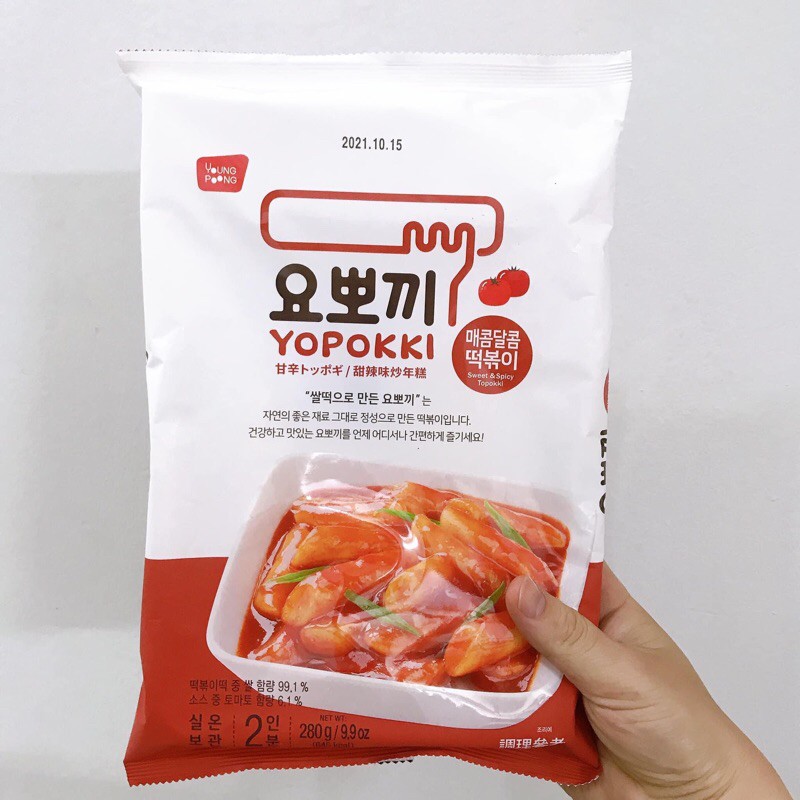 2021.10.15
YOUNG
POONG
요뽀끼
YOPOKKI
甘辛トッポギ / 甜辣味炒年糕
매콤달콤
떡볶이
Sweet & Spicy
Topokki
"쌀떡으로 만든 요뽀끼" 는
자연의 좋은 재료 그대로 정성으로 만든 떡볶이입니다.
건강하고 맛있는 요뽀끼를 언제 어디서나 간편하게 즐기세요!
떡볶이떡 중 쌀 함량 99.1 %
소스 중 토마토 함량 6.1 %
실온
보관
2인분
NET WT.
280g / 9.9oz
調理參考